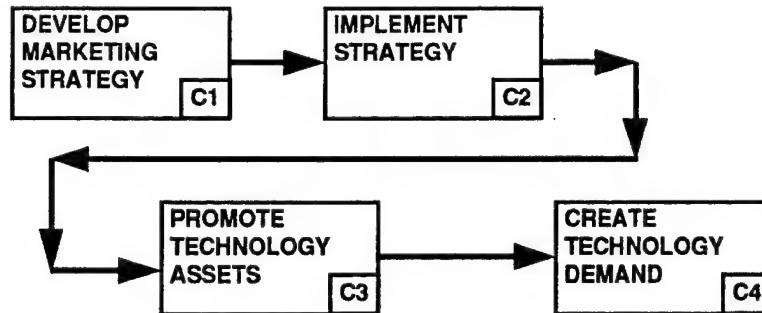 DEVELOP
MARKETING
STRATEGY
C1
IMPLEMENT
STRATEGY
C2
PROMOTE
TECHNOLOGY
ASSETS
C3
CREATE
TECHNOLOGY
DEMAND
C4